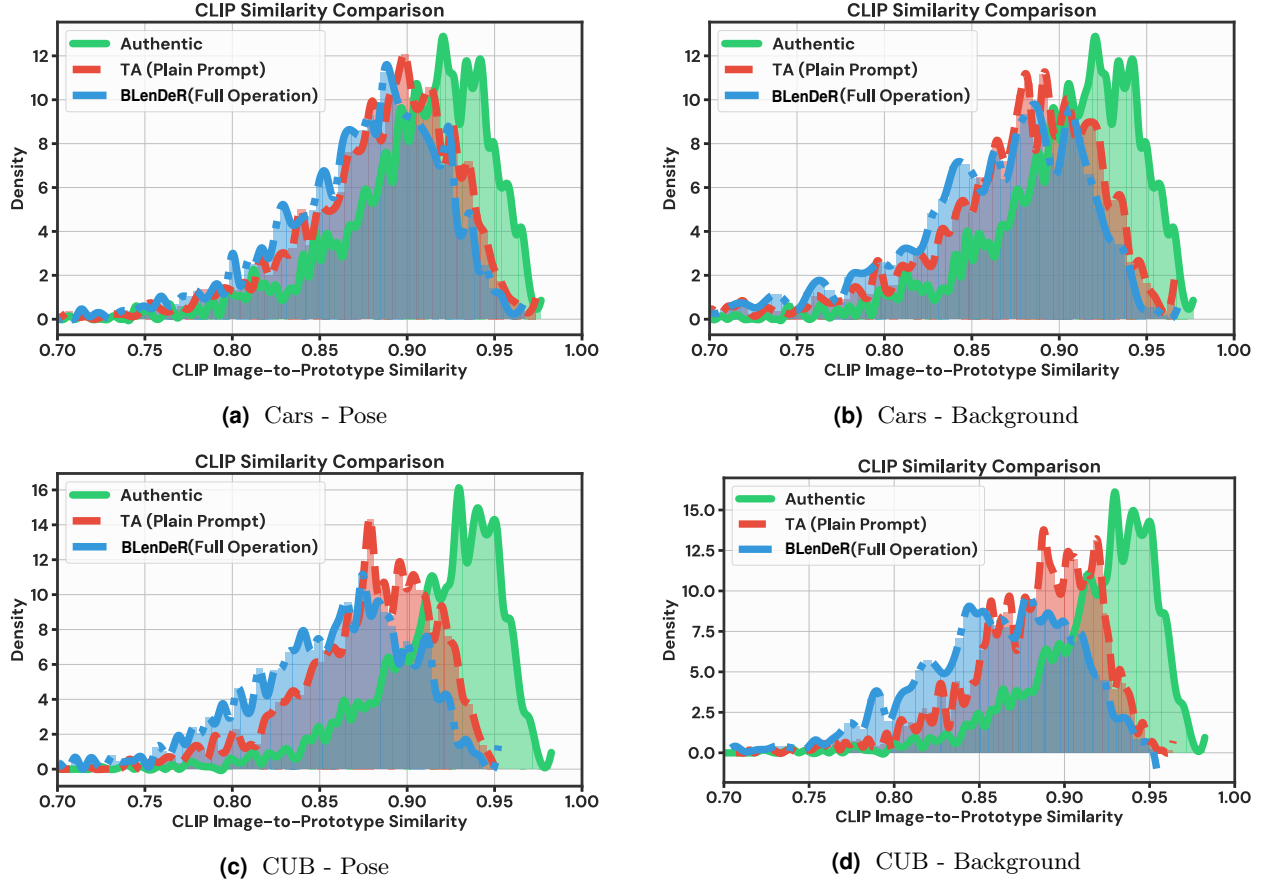 CLIP Similarity Comparison
Authentic
TA (Plain Prompt)
BLenDeR(Full Operation)
Density
12
10
8
6
4
2
0
0.70 0.75 0.80 0.85 0.90 0.95 1.00
CLIP Image-to-Prototype Similarity
(a) Cars - Pose
CLIP Similarity Comparison
Authentic
TA (Plain Prompt)
BLenDeR(Full Operation)
Density
12
10
8
6
4
2
0
0.70 0.75 0.80 0.85 0.90 0.95 1.00
CLIP Image-to-Prototype Similarity
(b) Cars - Background
CLIP Similarity Comparison
Authentic
TA (Plain Prompt)
BLenDeR(Full Operation)
Density
16
14
12
10
8
6
4
2
0
0.70 0.75 0.80 0.85 0.90 0.95 1.00
CLIP Image-to-Prototype Similarity
(c) CUB - Pose
CLIP Similarity Comparison
Authentic
TA (Plain Prompt)
BLenDeR(Full Operation)
Density
15.0
12.5
10.0
7.5
5.0
2.5
0.0
0.70 0.75 0.80 0.85 0.90 0.95 1.00
CLIP Image-to-Prototype Similarity
(d) CUB - Background